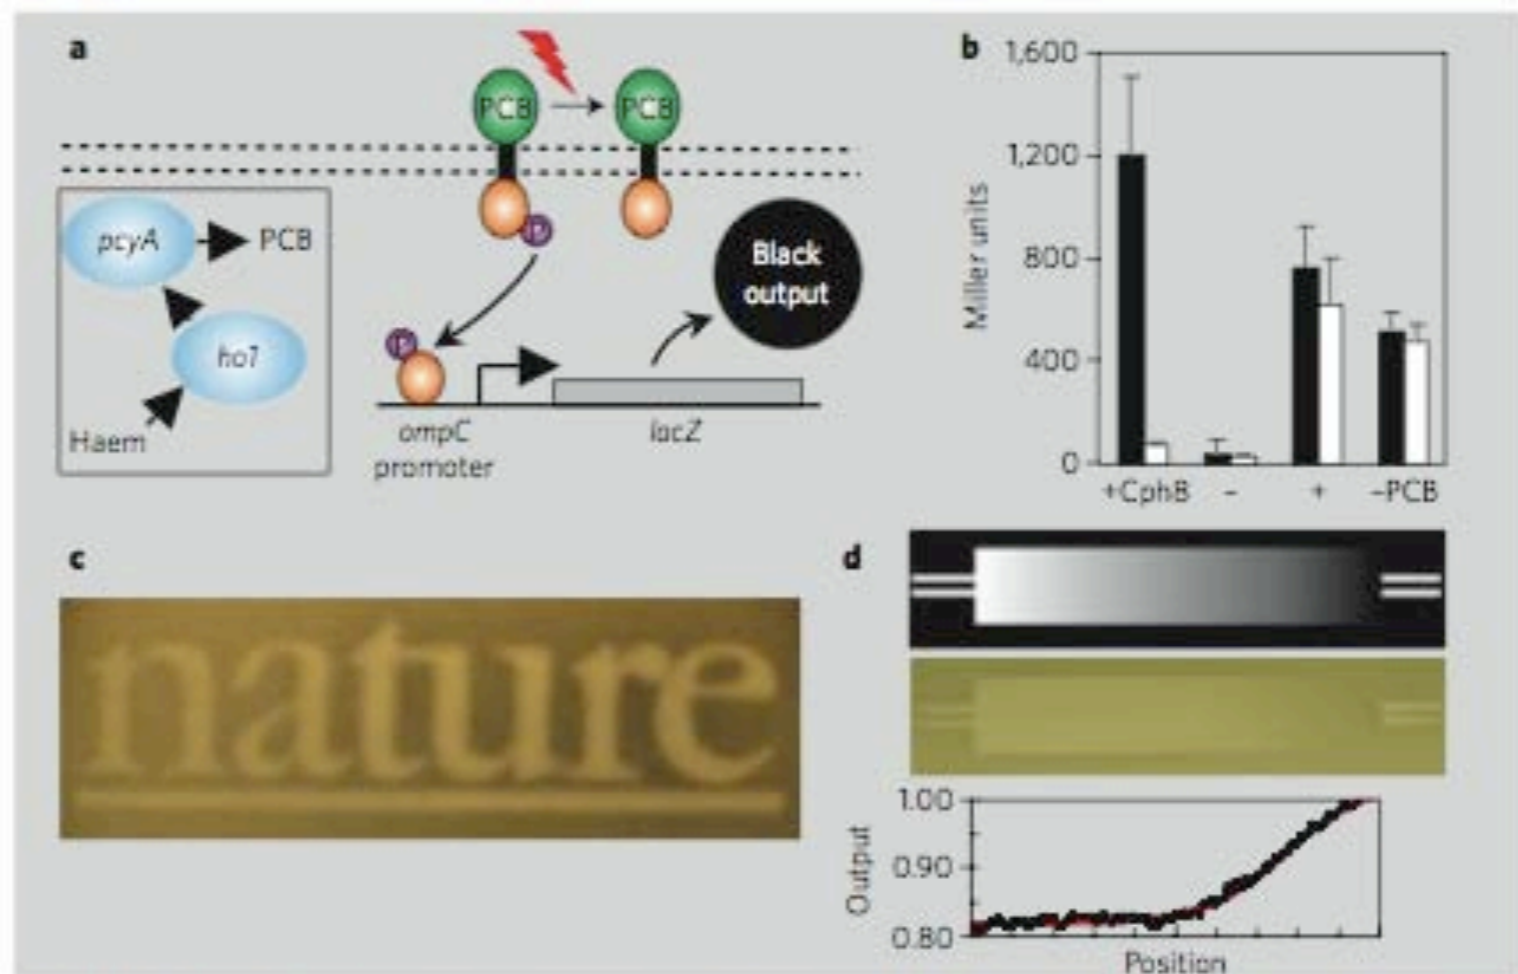 a
PCB
PCB
pcyA
PCB
ho1
Haem
P
P
Black
output
ompC
promoter
lacZ
b
1,600
1,200
800
400
0
Miller units
+CphB
–
+
–PCB
c
nature
d
1.00
0.90
0.80
Output
Position